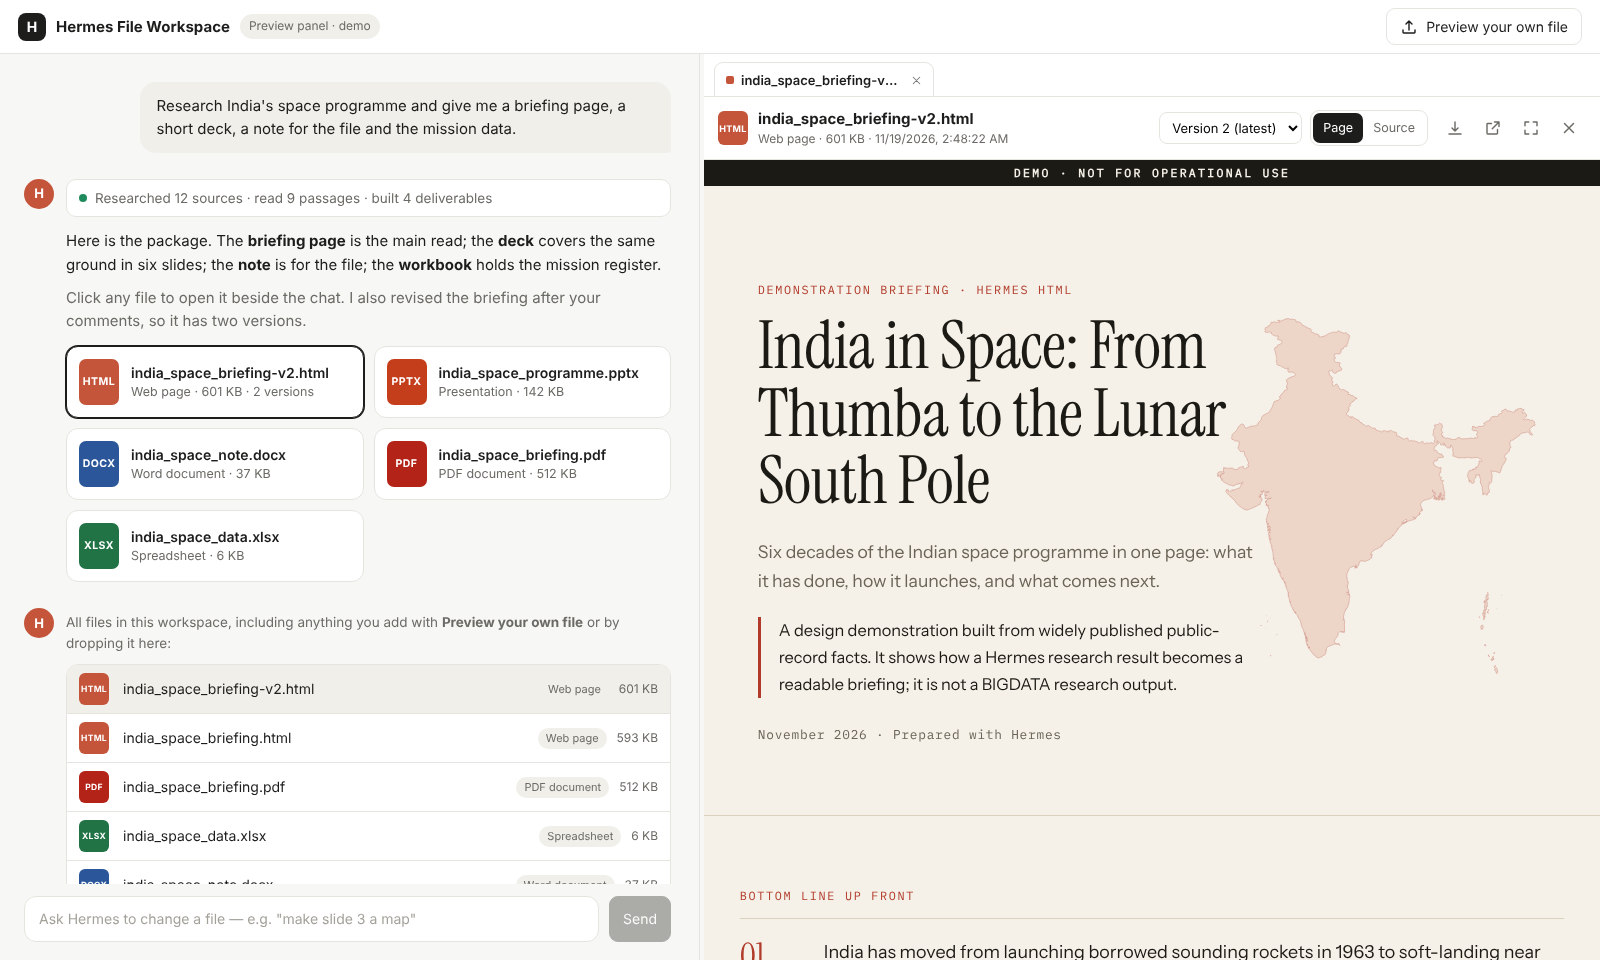 H
Hermes File Workspace
Preview panel · demo
Preview your own file
Research India's space programme and give me a briefing page, a
short deck, a note for the file and the mission data.
H
Researched 12 sources · read 9 passages · built 4 deliverables
Here is the package. The briefing page is the main read; the deck covers the same
ground in six slides; the note is for the file; the workbook holds the mission register.
Click any file to open it beside the chat. I also revised the briefing after your
comments, so it has two versions.
HTML
india_space_briefing-v2.html
Web page · 601 KB · 2 versions
PPTX
india_space_programme.pptx
Presentation · 142 KB
DOCX
india_space_note.docx
Word document · 37 KB
PDF
india_space_briefing.pdf
PDF document · 512 KB
XLSX
india_space_data.xlsx
Spreadsheet · 6 KB
H
All files in this workspace, including anything you add with Preview your own file or by
dropping it here:
HTML
india_space_briefing-v2.html
Web page
601 KB
HTML
india_space_briefing.html
Web page
593 KB
PDF
india_space_briefing.pdf
PDF document
512 KB
XLSX
india_space_data.xlsx
Spreadsheet
6 KB
DOCX
india_space_note.docx
Word document
37 KB
Ask Hermes to change a file — e.g. "make slide 3 a map"
Send
india_space_briefing-v...
HTML
india_space_briefing-v2.html
Web page · 601 KB · 11/19/2026, 2:48:22 AM
Version 2 (latest)
Page
Source
DEMO · NOT FOR OPERATIONAL USE
DEMONSTRATION BRIEFING · HERMES HTML
India in Space: From
Thumba to the Lunar
South Pole
Six decades of the Indian space programme in one page: what
it has done, how it launches, and what comes next.
A design demonstration built from widely published public-
record facts. It shows how a Hermes research result becomes a
readable briefing; it is not a BIGDATA research output.
November 2026 · Prepared with Hermes
BOTTOM LINE UP FRONT
01
India has moved from launching borrowed sounding rockets in 1963 to soft-landing near